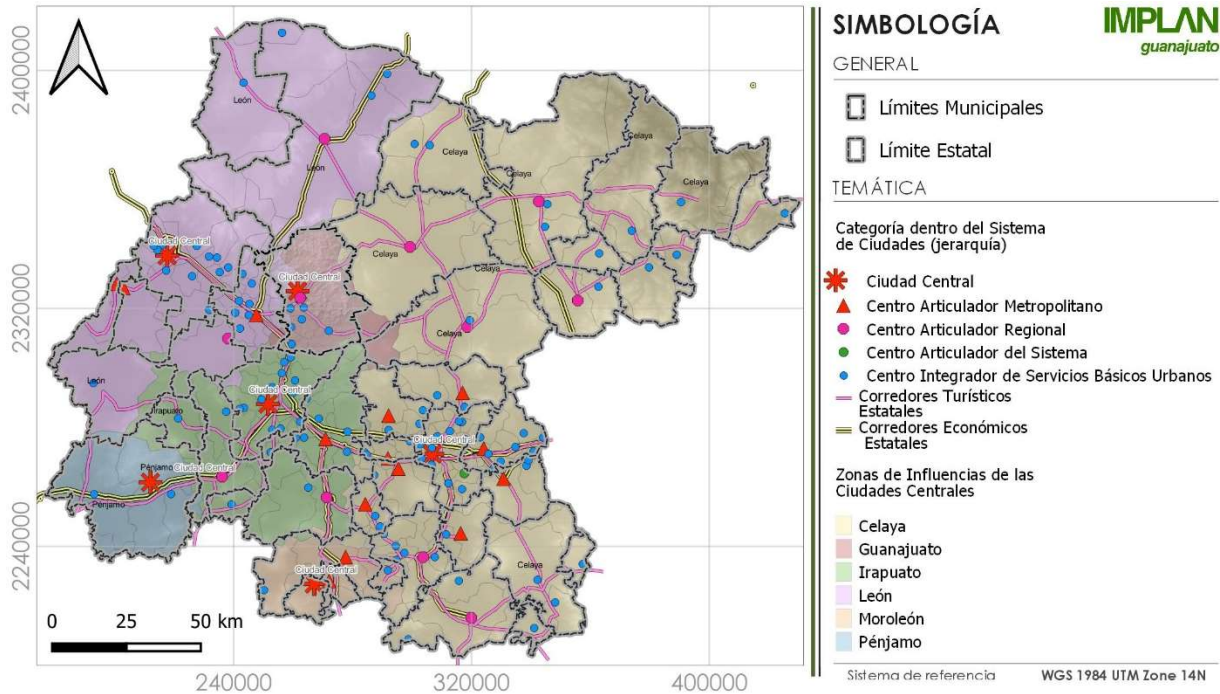 2400000
2320000
2240000
240000
320000
400000
0 25 50 km
León
León
Celaya
Celaya
Celaya
Ciudad Central
Ciudad Central
Celaya
Celaya
Celaya
León
Irapuato
Ciudad Central
Ciudad Central
Pénjamo
Ciudad Central
Pénjamo
Ciudad Central
Celaya
SIMBOLOGÍA
IMPLAN
guanajuato
GENERAL
Límites Municipales
Límite Estatal
TEMÁTICA
Categoría dentro del Sistema
de Ciudades (jerarquía)
Ciudad Central
Centro Articulador Metropolitano
Centro Articulador Regional
Centro Articulador del Sistema
Centro Integrador de Servicios Básicos Urbanos
Corredores Turísticos
Estatales
Corredores Económicos
Estatales
Zonas de Influencias de las
Ciudades Centrales
Celaya
Guanajuato
Irapuato
León
Moroleón
Pénjamo
Sistema de referencia WGS 1984 UTM Zone 14N